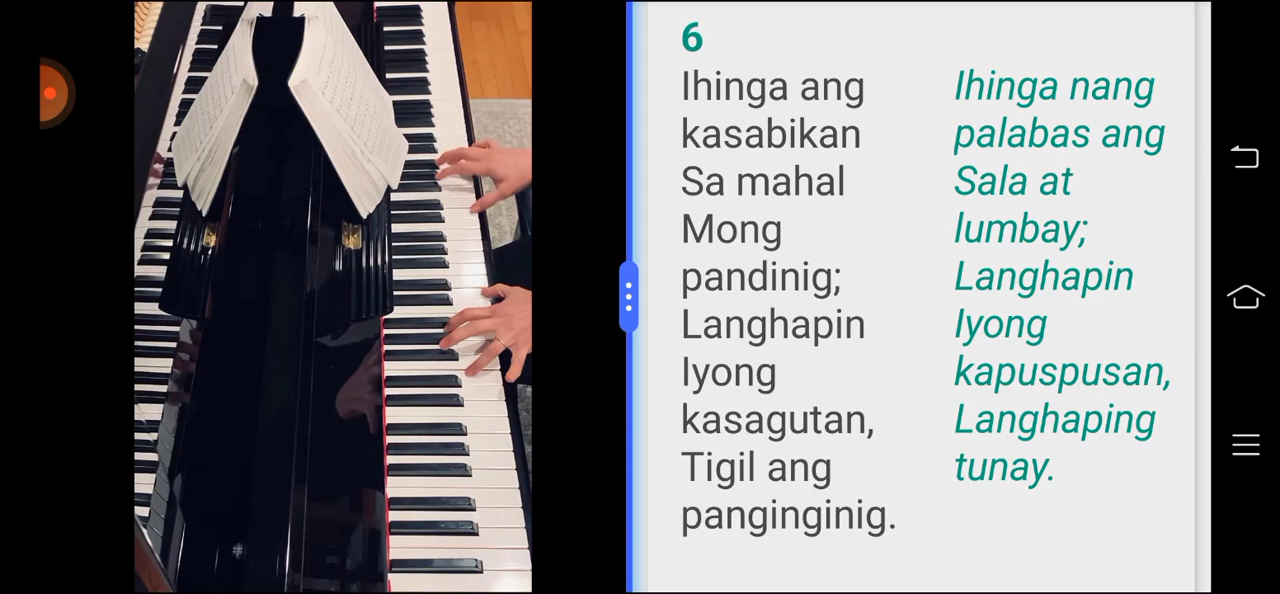 6
Ihinga ang
kasabikan
Sa mahal
Mong
pandinig;
Langhapin
Iyong
kasagutan,
Tigil ang
panginginig.
Ihinga nang
palabas ang
Sala at
lumbay;
Langhapin
Iyong
kapuspusan,
Langhaping
tunay.